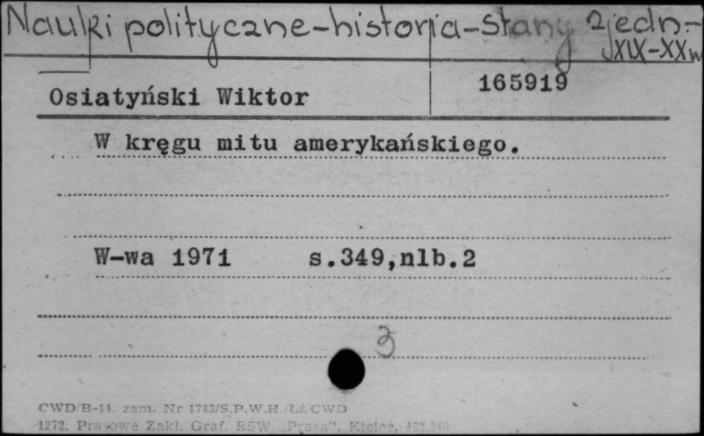 Nauki polityczne-historja-Stany Zjedn.-
XIX-XXw
165919
Osiatyński Wiktor
W kręgu mitu amerykańskiego.
W-wa 1971 s.349,nlb.2
3
CWD/B-14. zam. Nr 1743/S.P.W.H. CWD
1272. Prasowe Zakł. Graf. RSW „Prasa”, Kielce,